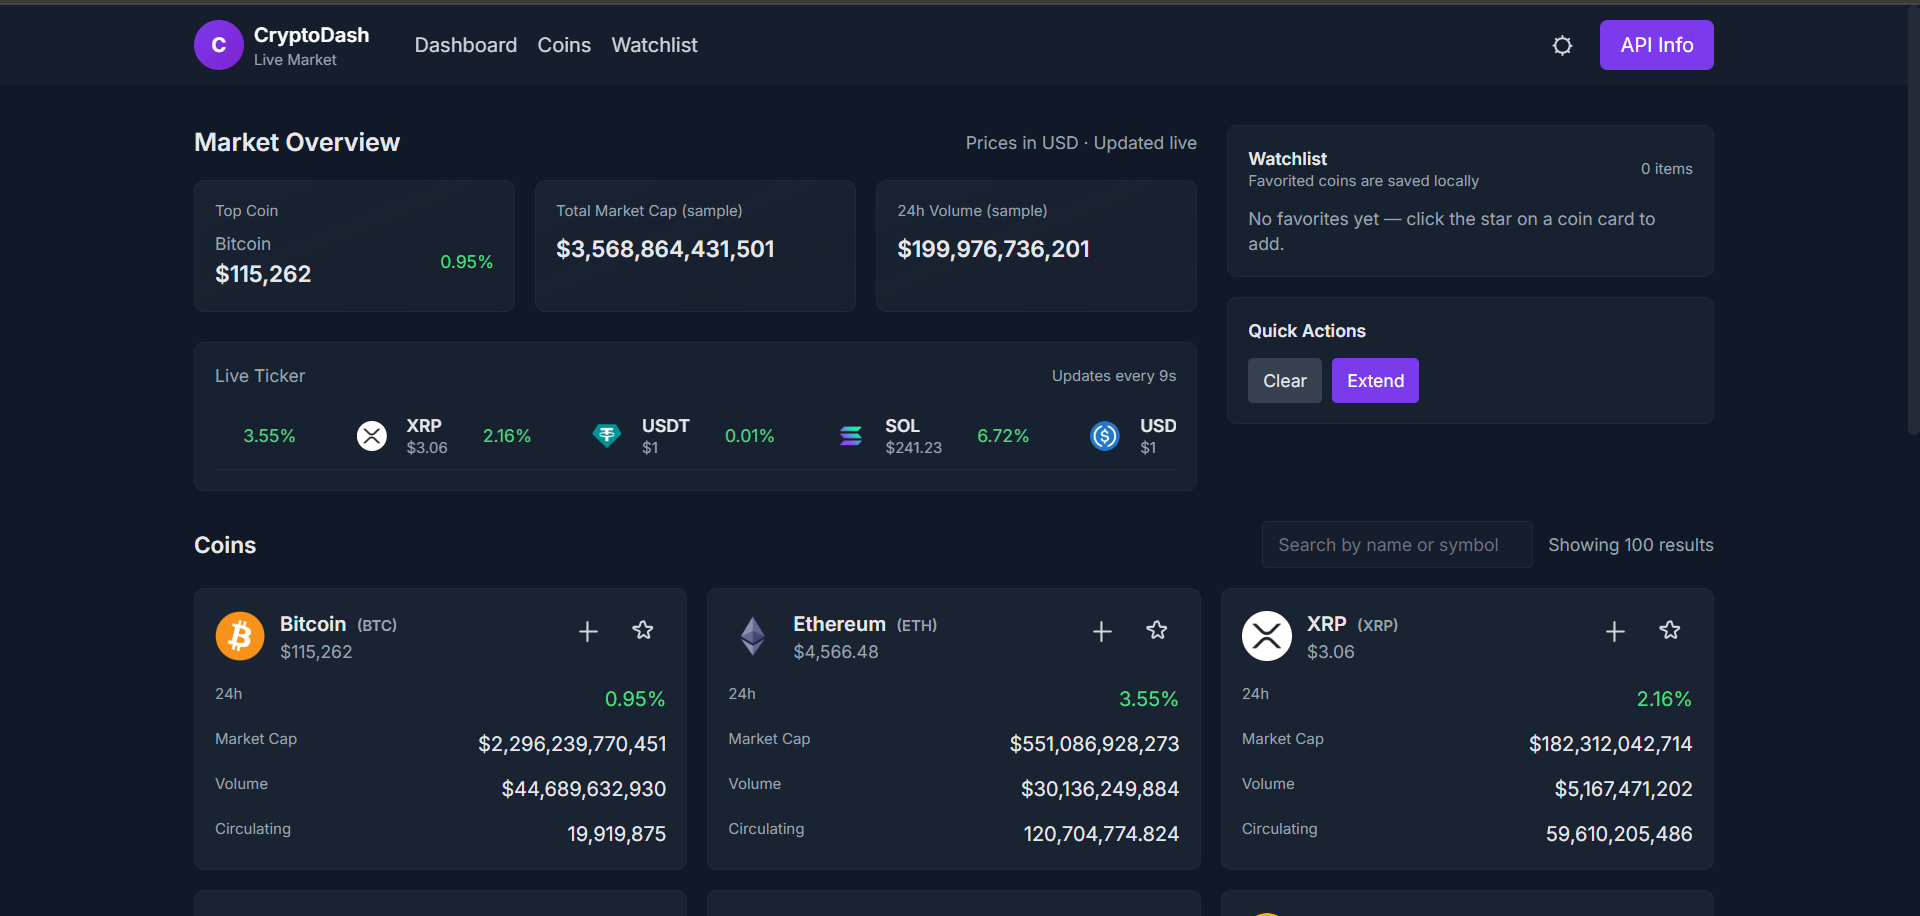 C
CryptoDash
Live Market
Dashboard Coins Watchlist
API Info
Market Overview
Prices in USD · Updated live
Top Coin
Bitcoin
$115,262
0.95%
Total Market Cap (sample)
$3,568,864,431,501
24h Volume (sample)
$199,976,736,201
Live Ticker
Updates every 9s
3.55%
XRP
$3.06
2.16%
USDT
$1
0.01%
SOL
$241.23
6.72%
USD
$1
Watchlist
Favorited coins are saved locally
0 items
No favorites yet — click the star on a coin card to
add.
Quick Actions
Clear Extend
Coins
Search by name or symbol
Showing 100 results
Bitcoin (BTC)
$115,262
24h 0.95%
Market Cap $2,296,239,770,451
Volume $44,689,632,930
Circulating 19,919,875
Ethereum (ETH)
$4,566.48
24h 3.55%
Market Cap $551,086,928,273
Volume $30,136,249,884
Circulating 120,704,774.824
XRP (XRP)
$3.06
24h 2.16%
Market Cap $182,312,042,714
Volume $5,167,471,202
Circulating 59,610,205,486